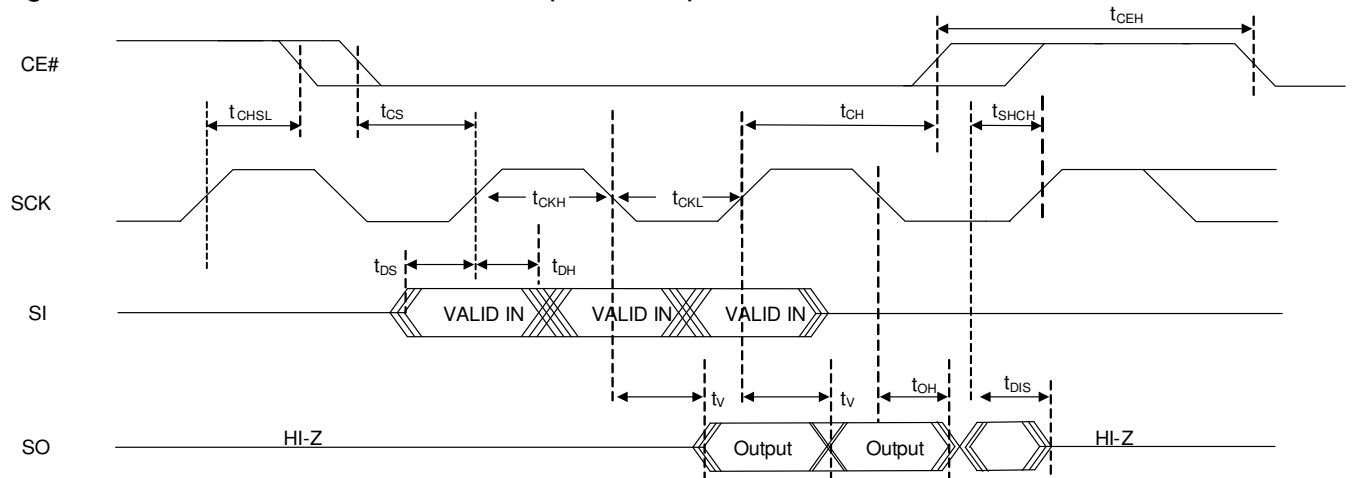 tCEH
CE#
tCHSL
tCS
tCH
tSHCH
SCK
tCKH
tCKL
tDS
tDH
SI
VALID IN
VALID IN
VALID IN
tV
tV
tOH
tDIS
SO
HI-Z
Output
Output
HI-Z